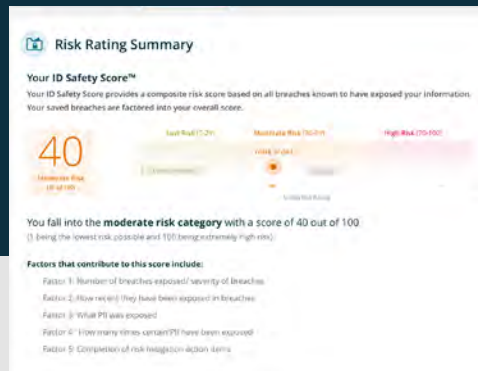 Risk Rating Summary
Your ID Safety Score™
Your ID Safety Score provides a composite risk score based on all breaches known to have exposed your information.
Your saved breaches are factored into your overall score.
40
Moderate Risk
Moderate Risk
High Risk (70-100)
You fall into the moderate risk category with a score of 40 out of 100
(1 being the lowest risk possible and 100 being extremely high risk).
Factors that contribute to this score include:
Factor 1: Number of breaches exposed/ severity of breaches
Factor 2: How recent they have been exposed in breaches
Factor 3: What PII was exposed
Factor 4: How many times certain PII have been exposed
Factor 5: Completion of risk mitigation action items